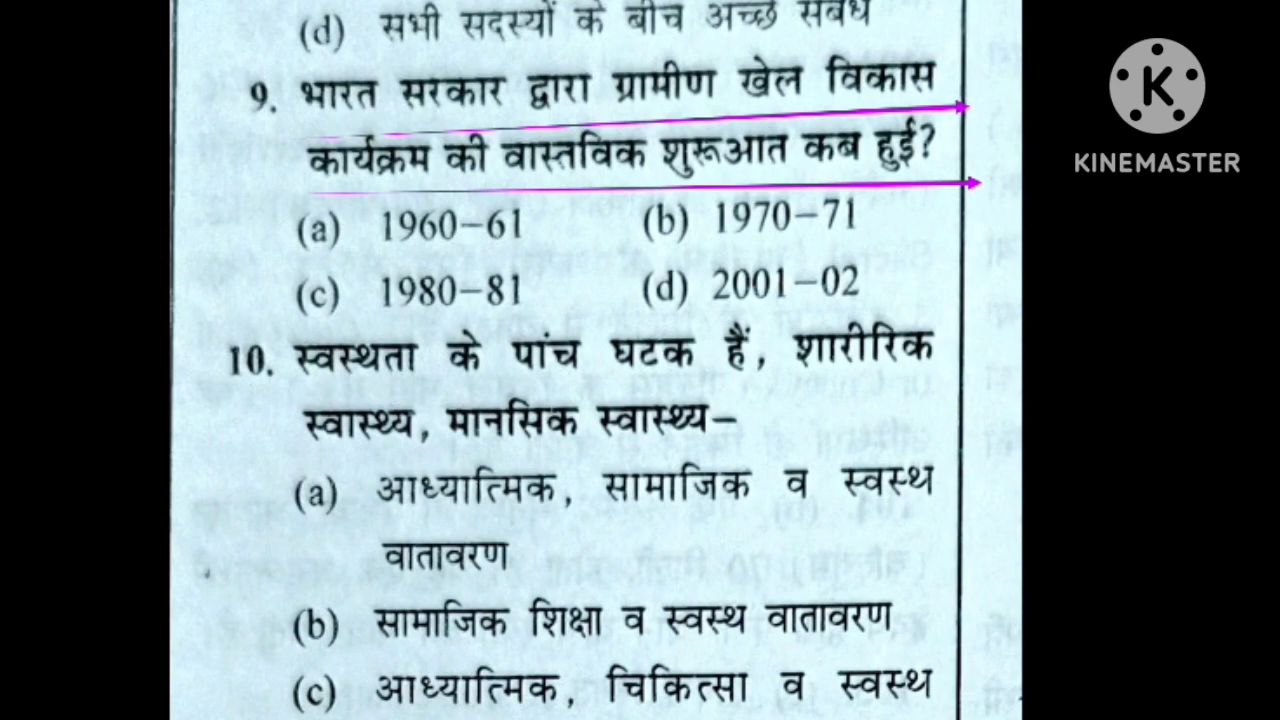 (d) सभी सदस्यों के बीच अच्छे संबंध
9. भारत सरकार द्वारा ग्रामीण खेल विकास
कार्यक्रम की वास्तविक शुरूआत कब हुई?
(a) 1960–61 (b) 1970–71
(c) 1980–81 (d) 2001–02
10. स्वस्थता के पांच घटक हैं, शारीरिक
स्वास्थ्य, मानसिक स्वास्थ्य–
(a) आध्यात्मिक, सामाजिक व स्वस्थ
वातावरण
(b) सामाजिक शिक्षा व स्वस्थ वातावरण
(c) आध्यात्मिक, चिकित्सा व स्वस्थ
KINEMASTER